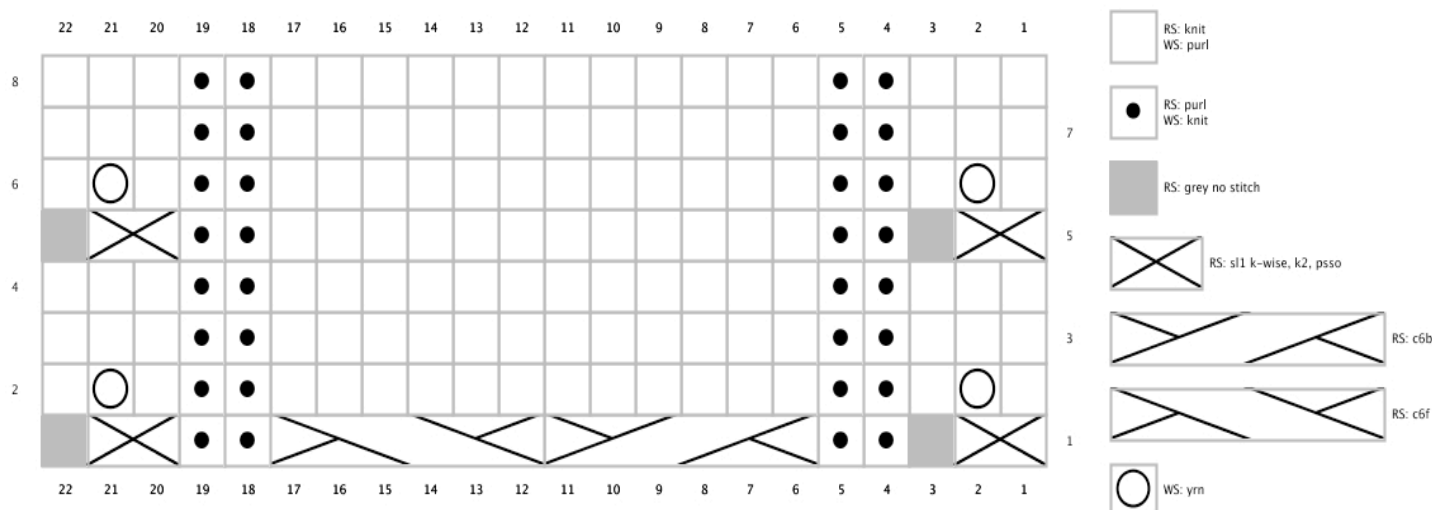 22 21 20 19 18 17 16 15 14 13 12 11 10 9 8 7 6 5 4 3 2 1
8
7
6
5
4
3
2
1
22 21 20 19 18 17 16 15 14 13 12 11 10 9 8 7 6 5 4 3 2 1
RS: knit
WS: purl
RS: purl
WS: knit
RS: grey no stitch
RS: sl1 k-wise, k2, psso
RS: c6b
RS: c6f
WS: yrn